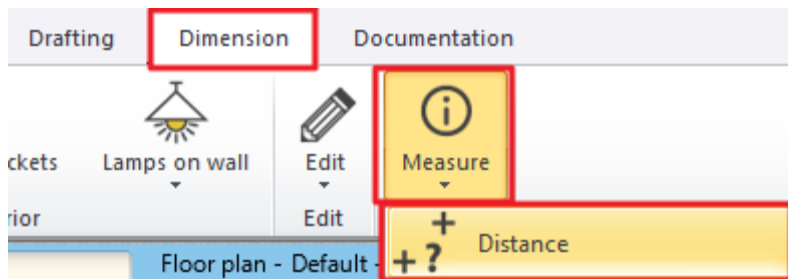 Drafting Dimension Documentation
ckets Lamps on wall Edit Measure
rior Edit
Distance
Floor plan - Default -